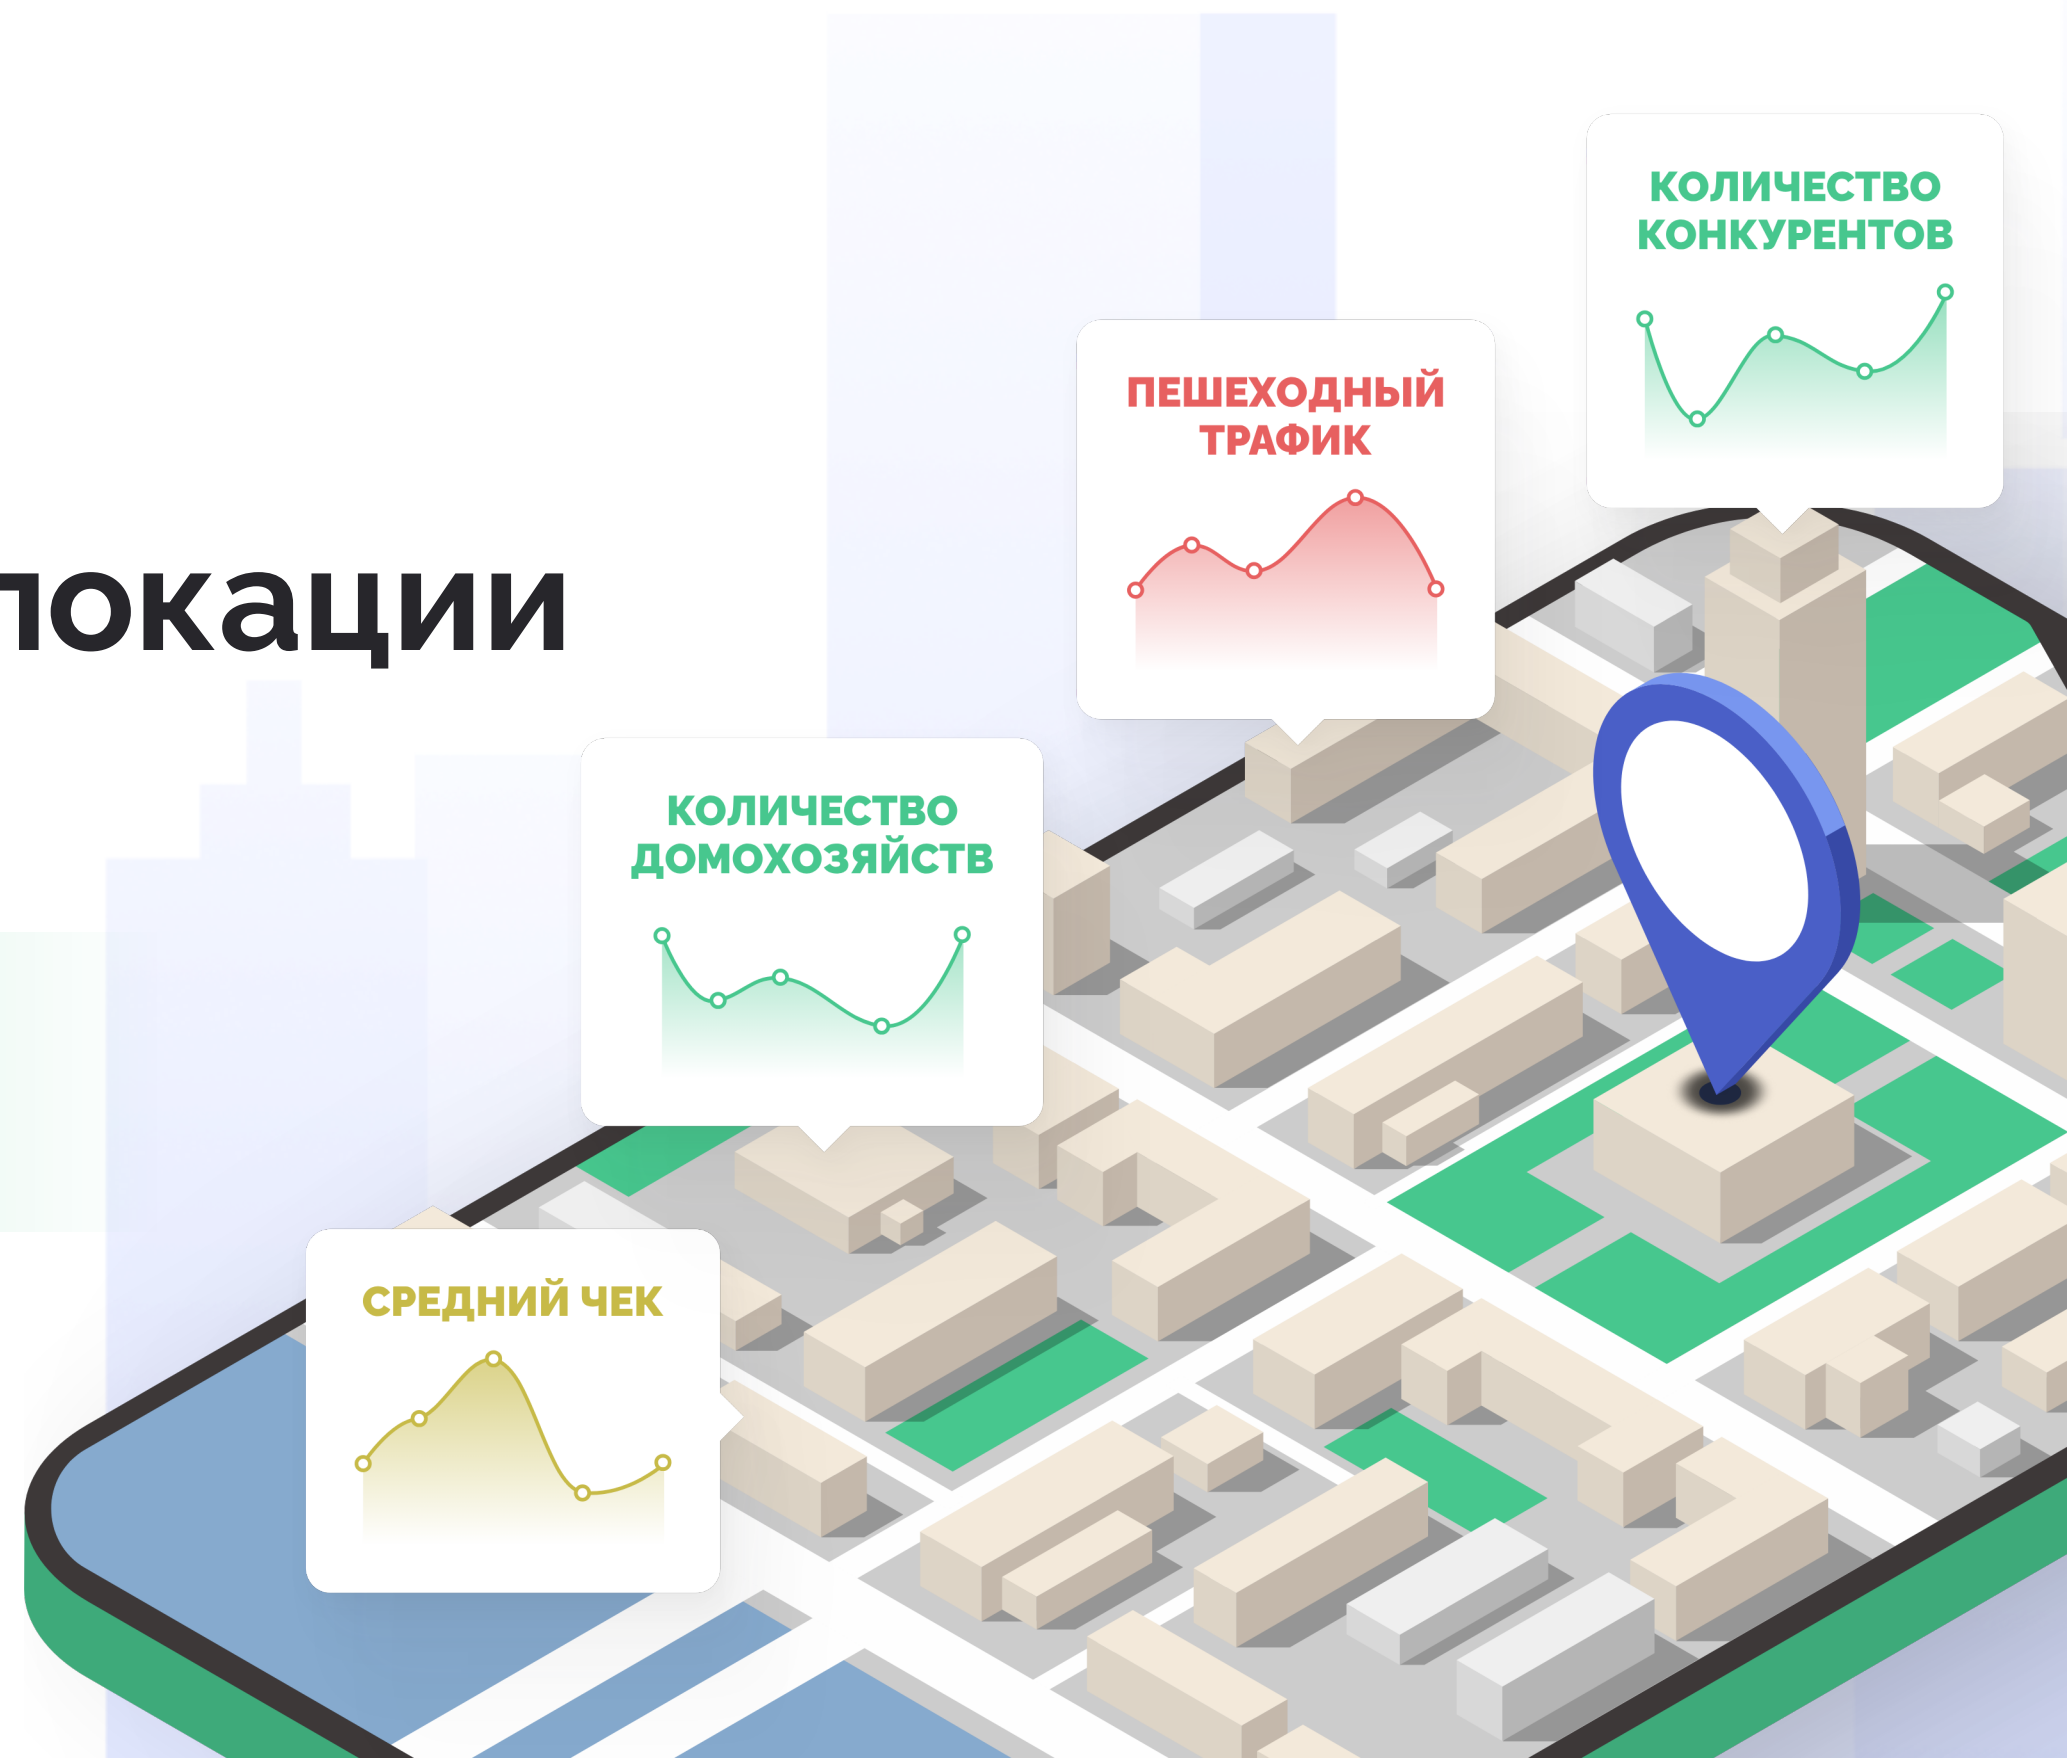 локации
КОЛИЧЕСТВО
КОНКУРЕНТОВ
ПЕШЕХОДНЫЙ
ТРАФИК
КОЛИЧЕСТВО
ДОМОХОЗЯЙСТВ
СРЕДНИЙ ЧЕК